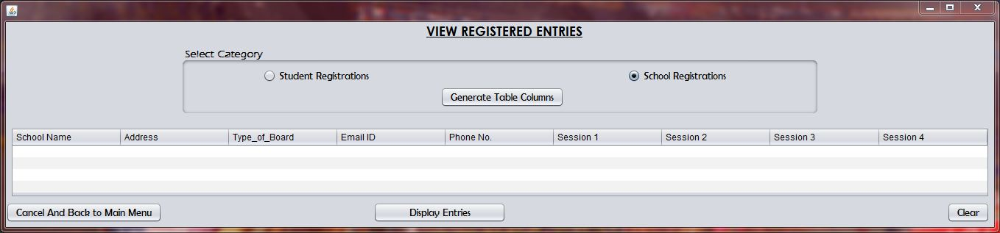 VIEW REGISTERED ENTRIES
Select Category
Student Registrations School Registrations
Generate Table Columns
School Name Address Type_of_Board Email ID Phone No. Session 1 Session 2 Session 3 Session 4
Cancel And Back to Main Menu Display Entries Clear